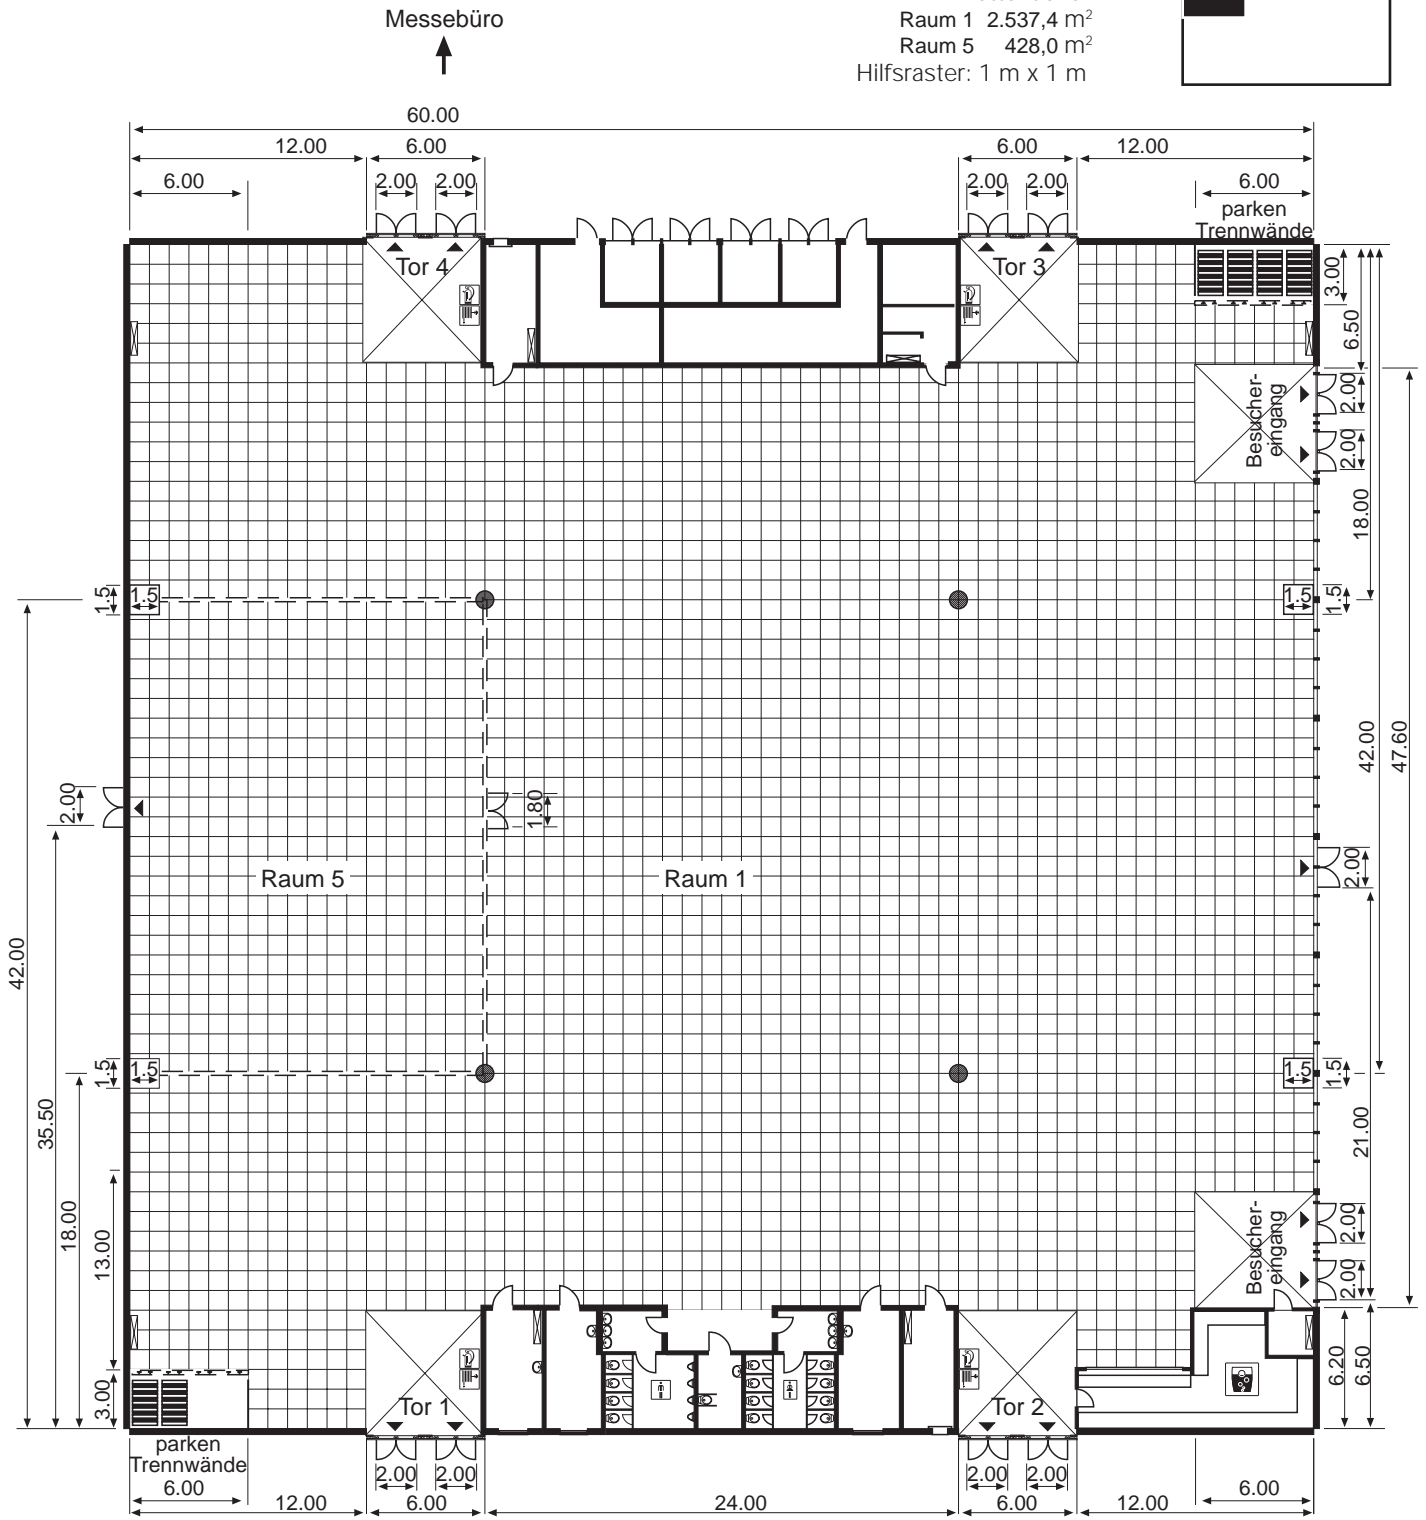 Messebüro
Raum 1 2.537,4 m²
Raum 5 428,0 m²
Hilfsraster: 1 m x 1 m
60.00
12.00 6.00 6.00 12.00
6.00 2.00 2.00 2.00 2.00 6.00
parken
Trennwände
Tor 4 Tor 3
3.00
6.50
Besucher-
eingang
2.00
2.00
18.00
1.5 1.5 1.5 1.5
42.00
47.60
2.00
1.80
2.00
Raum 5 Raum 1
42.00
1.5 1.5 1.5 1.5
35.50
18.00
13.00
21.00
Besucher-
eingang
2.00
2.00
3.00
6.20
6.50
Tor 1 Tor 2
parken
Trennwände
6.00 2.00 2.00 2.00 2.00 6.00
12.00 6.00 24.00 6.00 12.00